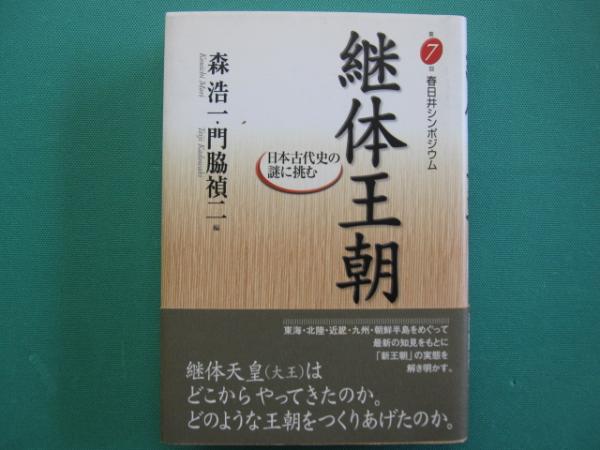 第7回 春日井シンポジウム
継体王朝
日本古代史の
謎に挑む
森 浩一・門脇禎二 編
Koichi Mori
Teiji Kadowaki
東海・北陸・近畿・九州・朝鮮半島をめぐって
最新の知見をもとに
「新王朝」の実態を
解き明かす。
継体天皇(大王)は
どこからやってきたのか。
どのような王朝をつくりあげたのか。